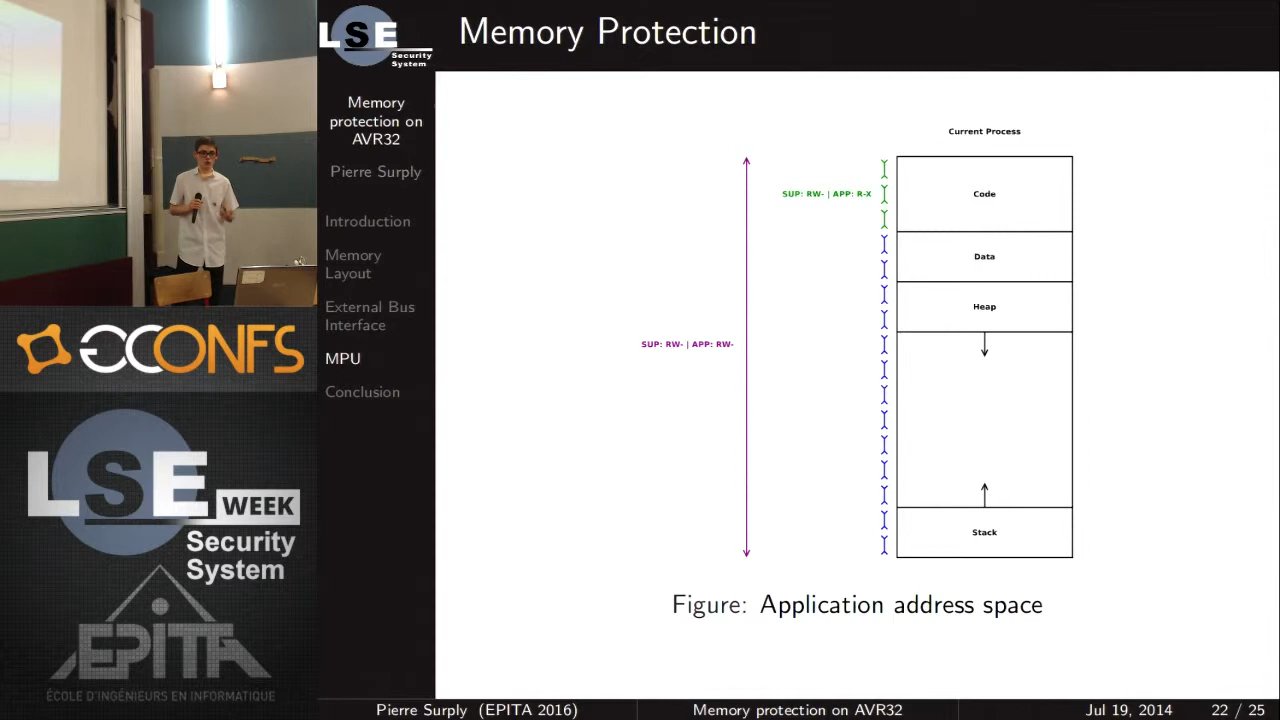 LSE
Security
System
Memory Protection
Memory
protection on
AVR32
Pierre Surply
Introduction
Memory
Layout
External Bus
Interface
MPU
Conclusion
Current Process
SUP: RW- | APP: R-X
Code
Data
Heap
SUP: RW- | APP: RW-
Stack
Figure: Application address space
CONFS
LSE
WEEK
Security
System
EPITA
ÉCOLE D'INGÉNIEURS EN INFORMATIQUE
Pierre Surply (EPITA 2016)
Memory protection on AVR32
Jul 19, 2014
22 / 25